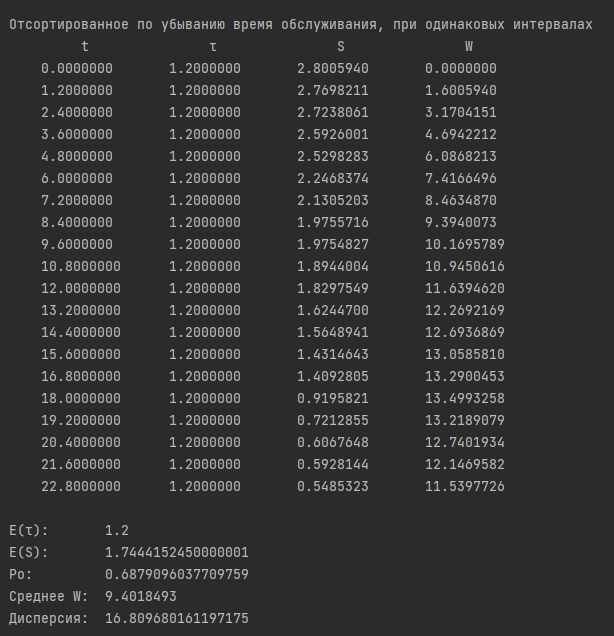 Отсортированное по убыванию время обслуживания, при одинаковых интервалах
t τ S W
0.0000000 1.2000000 2.8005940 0.0000000
1.2000000 1.2000000 2.7698211 1.6005940
2.4000000 1.2000000 2.7238061 3.1704151
3.6000000 1.2000000 2.5926001 4.6942212
4.8000000 1.2000000 2.5298283 6.0868213
6.0000000 1.2000000 2.2468374 7.4166496
7.2000000 1.2000000 2.1305203 8.4634870
8.4000000 1.2000000 1.9755716 9.3940073
9.6000000 1.2000000 1.9754827 10.1695789
10.8000000 1.2000000 1.8944004 10.9450616
12.0000000 1.2000000 1.8297549 11.6394620
13.2000000 1.2000000 1.6244700 12.2692169
14.4000000 1.2000000 1.5648941 12.6936869
15.6000000 1.2000000 1.4314643 13.0585810
16.8000000 1.2000000 1.4092805 13.2900453
18.0000000 1.2000000 0.9195821 13.4993258
19.2000000 1.2000000 0.7212855 13.2189079
20.4000000 1.2000000 0.6067648 12.7401934
21.6000000 1.2000000 0.5928144 12.1469582
22.8000000 1.2000000 0.5485323 11.5397726
E(τ): 1.2
E(S): 1.7444152450000001
Po: 0.6879096037709759
Среднее W: 9.4018493
Дисперсия: 16.809680161197175